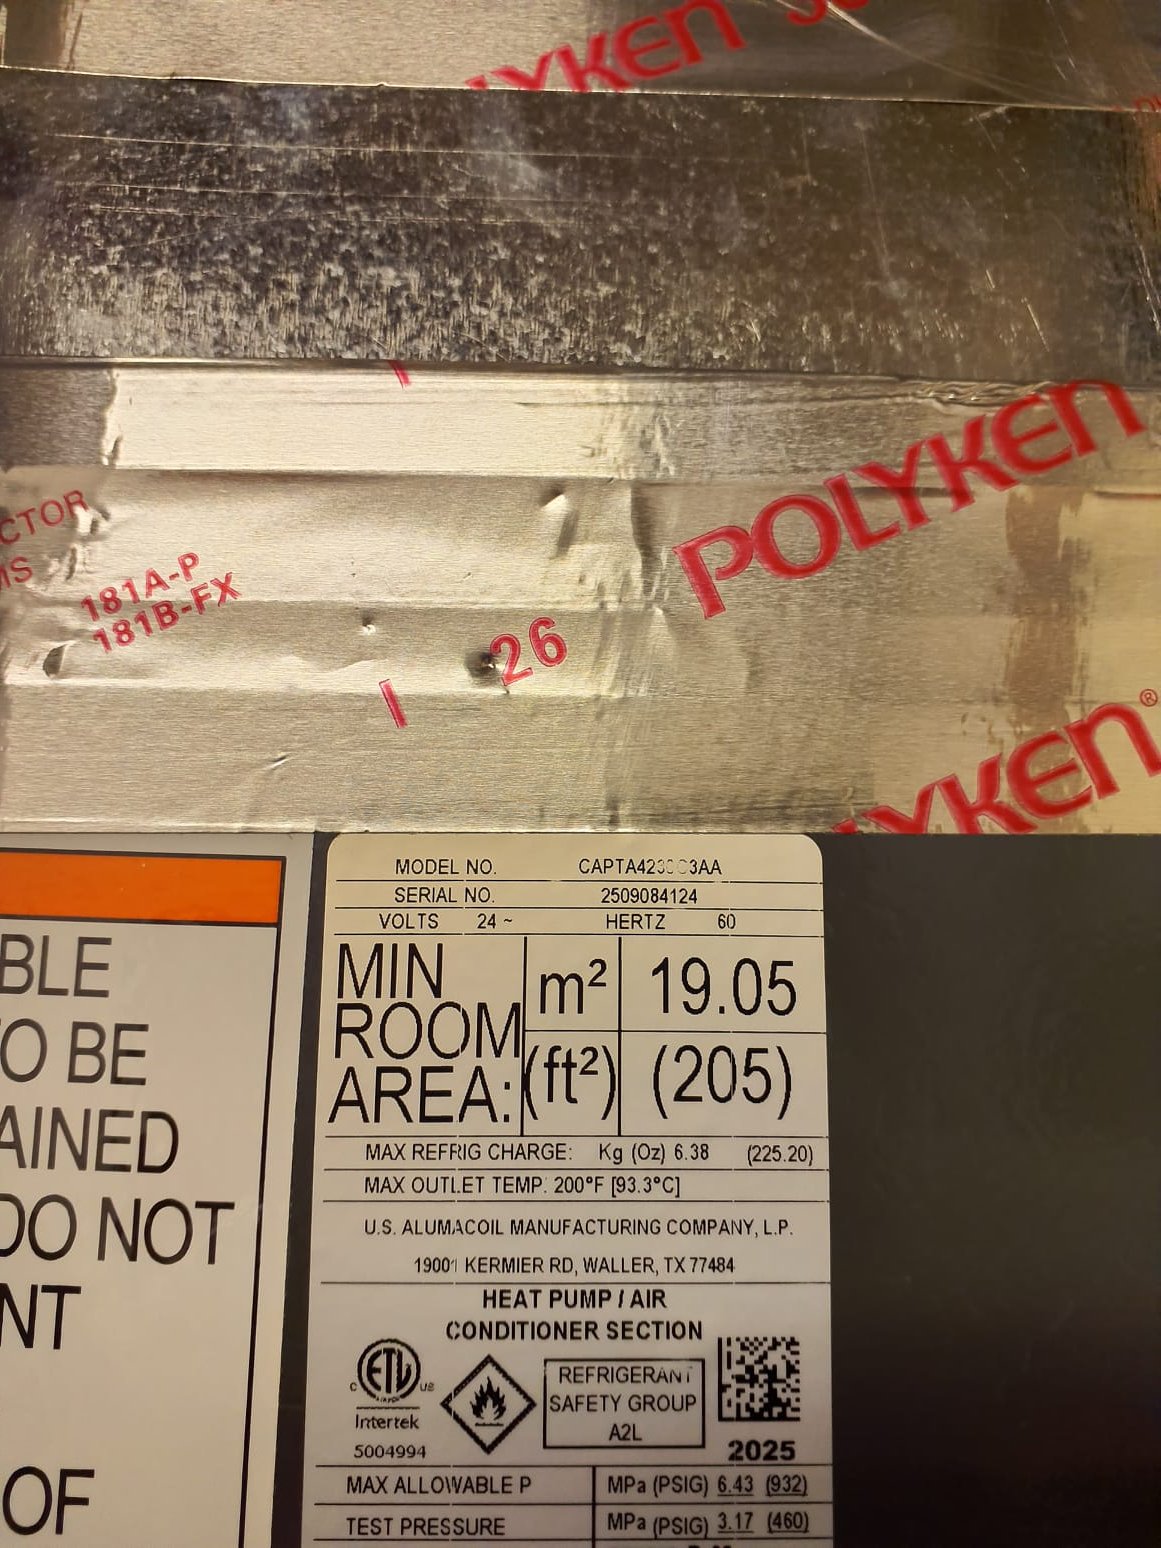 POLYKEN
POLYKEN
CTOR
MS
181A-P
181B-FX
26
POLYKEN®
MODEL NO. CAPTA4230C3AA
SERIAL NO. 2509084124
VOLTS 24 ~ HERTZ 60
MIN ROOM AREA: m² 19.05
(ft²) (205)
MAX REFRIG CHARGE: Kg (Oz) 6.38 (225.20)
MAX OUTLET TEMP: 200°F [93.3°C]
U.S. ALUMACOIL MANUFACTURING COMPANY, L.P.
19001 KERMIER RD, WALLER, TX 77484
HEAT PUMP / AIR
CONDITIONER SECTION
C ETL US
Intertek
5004994
REFRIGERANT
SAFETY GROUP
A2L
2025
MAX ALLOWABLE P MPa (PSIG) 6.43 (932)
TEST PRESSURE MPa (PSIG) 3.17 (460)
BLE
TO BE
AINED
DO NOT
NT
OF